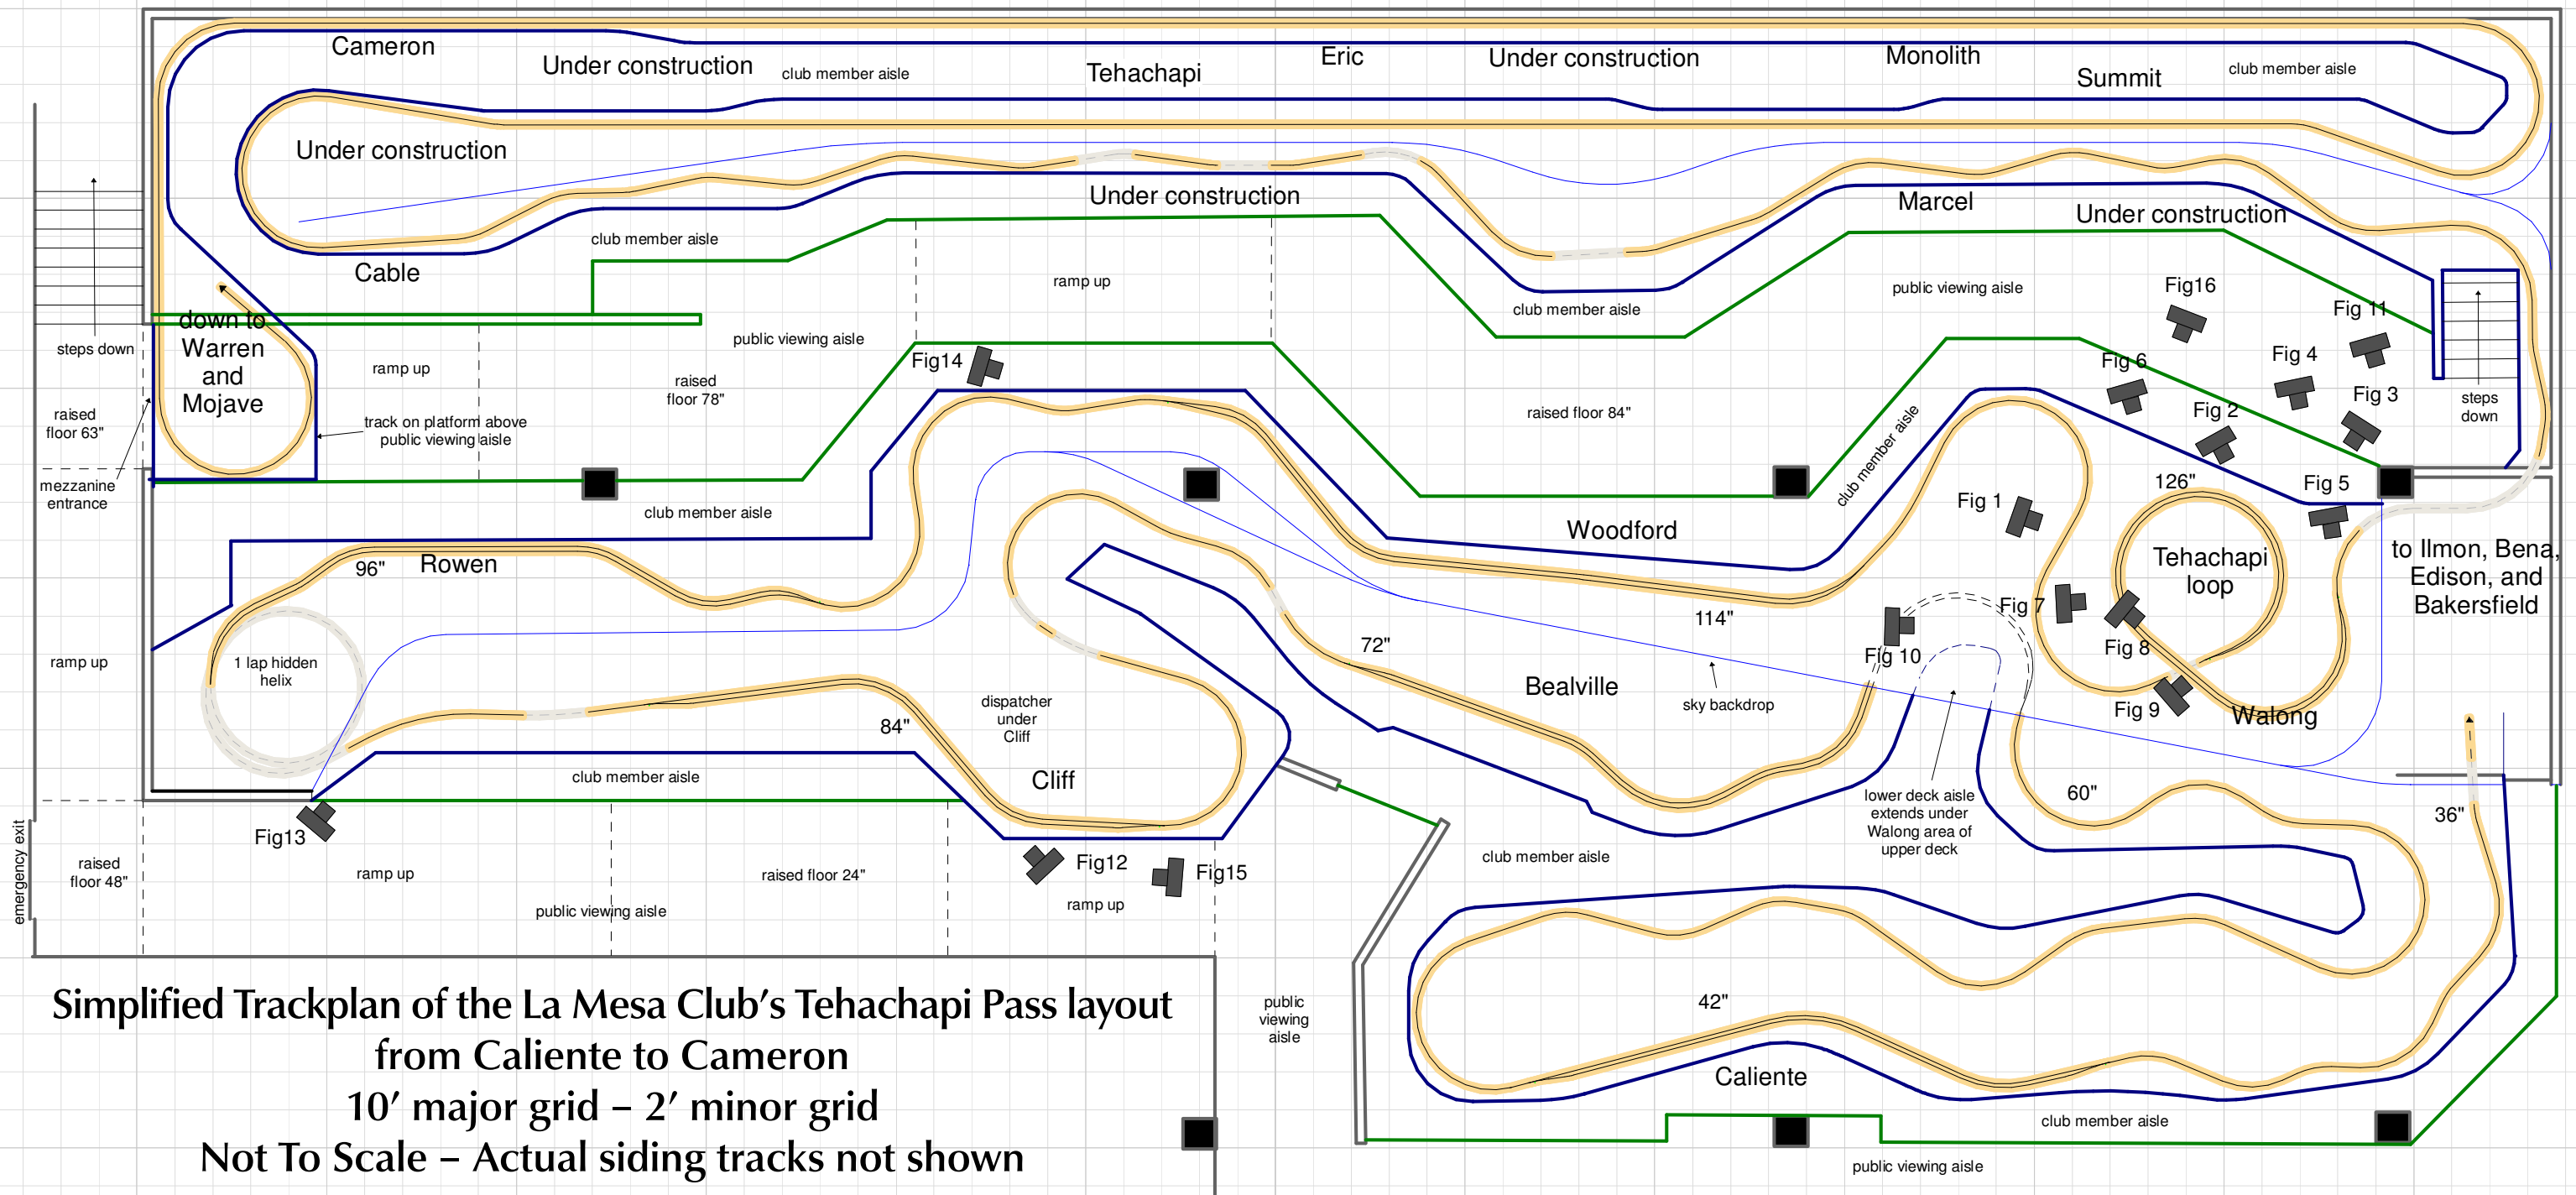 Cameron
Under construction
club member aisle
Tehachapi
Eric
Under construction
Monolith
Summit
club member aisle
Under construction
Under construction
Marcel
Under construction
club member aisle
Cable
ramp up
club member aisle
public viewing aisle
Fig16
Fig 11
down to
Warren
and
Mojave
steps down
ramp up
public viewing aisle
raised
floor 78"
Fig14
Fig 6
Fig 4
Fig 3
Fig 2
steps
down
raised
floor 63"
track on platform above
public viewing aisle
raised floor 84"
club member aisle
mezzanine
entrance
club member aisle
Woodford
Fig 1
126"
Fig 5
96"
Rowen
Tehachapi
loop
to Ilmon, Bena,
Edison, and
Bakersfield
ramp up
1 lap hidden
helix
72"
114"
Fig 7
Fig 10
Fig 8
Bealville
sky backdrop
Fig 9
Walong
dispatcher
under
Cliff
84"
club member aisle
Cliff
lower deck aisle
extends under
Walong area of
upper deck
60"
36"
Fig13
emergency exit
raised
floor 48"
ramp up
raised floor 24"
Fig12
Fig15
ramp up
club member aisle
public viewing aisle
Simplified Trackplan of the La Mesa Club's Tehachapi Pass layout
from Caliente to Cameron
10' major grid – 2' minor grid
Not To Scale – Actual siding tracks not shown
public
viewing
aisle
42"
Caliente
club member aisle
public viewing aisle